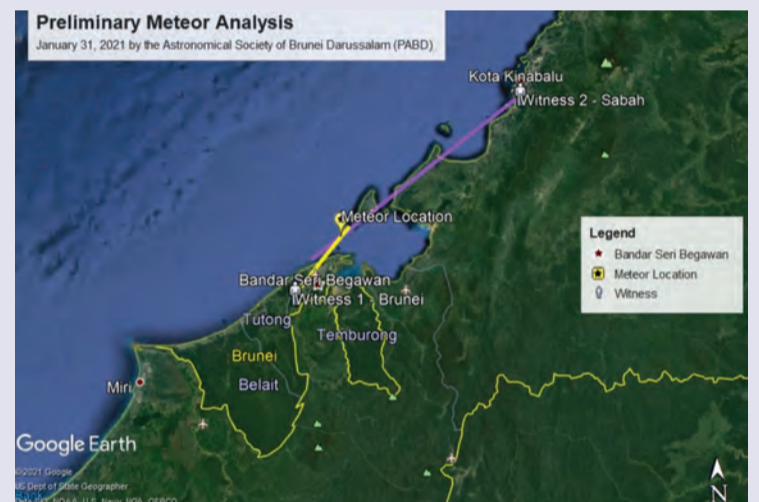 Preliminary Meteor Analysis
January 31, 2021 by the Astronomical Society of Brunei Darussalam (PABD)
Kota Kinabalu
Witness 2 - Sabah
Meteor Location
Legend
Bandar Seri Begawan
Meteor Location
Witness
Bandar Seri Begawan
Witness 1 Brunei
Tutong
Temburong
Brunei
Miri
Belait
Google Earth
©2021 Google
US Dept of State Geographer
N